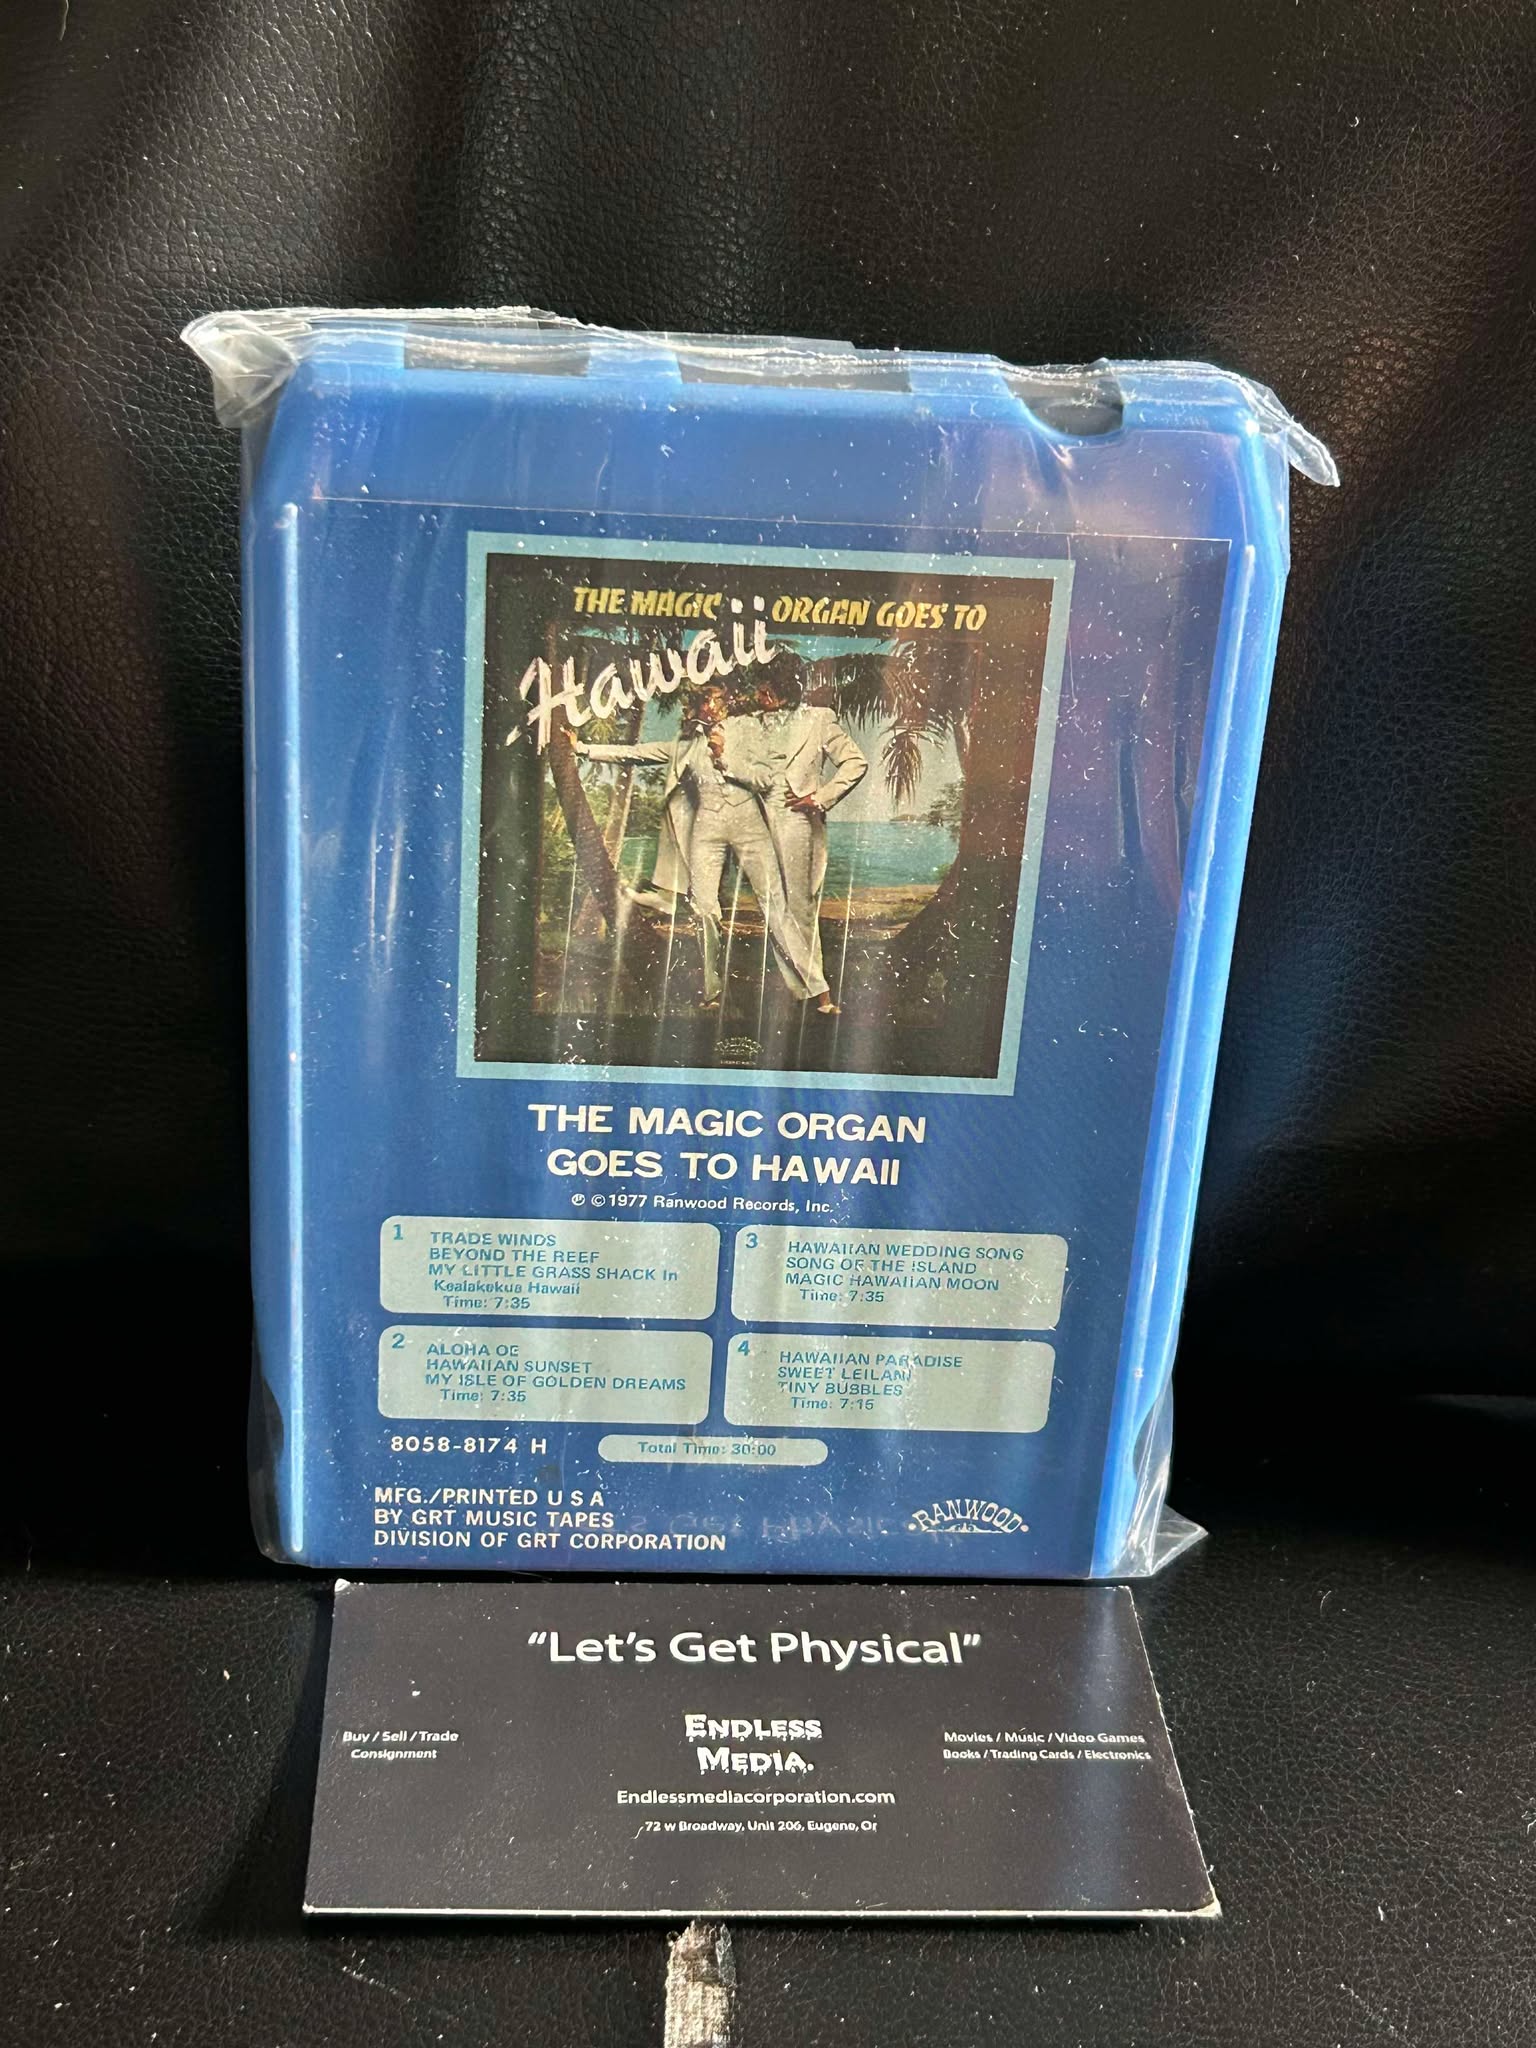 THE MAGIC ORGAN GOES TO
Hawaii
RANWOOD
THE MAGIC ORGAN
GOES TO HAWAII
℗ © 1977 Ranwood Records, Inc.
1 TRADE WINDS
BEYOND THE REEF
MY LITTLE GRASS SHACK In
Kealakekua Hawaii
Time: 7:35
2 ALOHA OE
HAWAIIAN SUNSET
MY ISLE OF GOLDEN DREAMS
Time: 7:35
3 HAWAIIAN WEDDING SONG
SONG OF THE ISLAND
MAGIC HAWAIIAN MOON
Time: 7:35
4 HAWAIIAN PARADISE
SWEET LEILANI
TINY BUBBLES
Time: 7:15
8058-8174 H
Total Time: 30:00
MFG./PRINTED U S A
BY GRT MUSIC TAPES
DIVISION OF GRT CORPORATION
RANWOOD
"Let's Get Physical"
Buy / Sell / Trade
Consignment
ENDLESS
MEDIA.
Movies / Music / Video Games
Books / Trading Cards / Electronics
Endlessmediacorporation.com
72 w Broadway, Unit 206, Eugene, Or